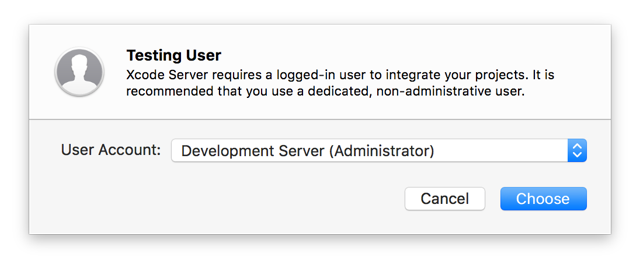 Testing User
Xcode Server requires a logged-in user to integrate your projects. It is
recommended that you use a dedicated, non-administrative user.
User Account: Development Server (Administrator)
Cancel Choose